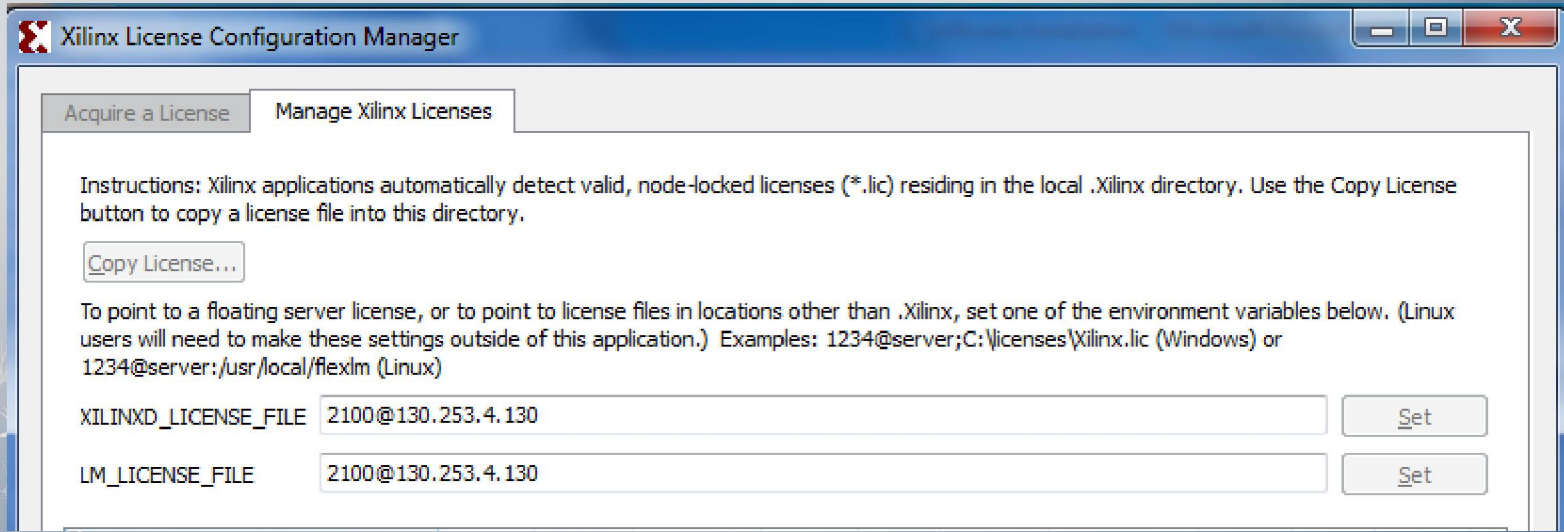 Xilinx License Configuration Manager
Acquire a License
Manage Xilinx Licenses
Instructions: Xilinx applications automatically detect valid, node-locked licenses (*.lic) residing in the local .Xilinx directory. Use the Copy License
button to copy a license file into this directory.
Copy License...
To point to a floating server license, or to point to license files in locations other than .Xilinx, set one of the environment variables below. (Linux
users will need to make these settings outside of this application.)  Examples: 1234@server;C:\licenses\Xilinx.lic (Windows) or
1234@server:/usr/local/flexlm (Linux)
XILINXD_LICENSE_FILE 2100@130.253.4.130 Set
LM_LICENSE_FILE 2100@130.253.4.130 Set